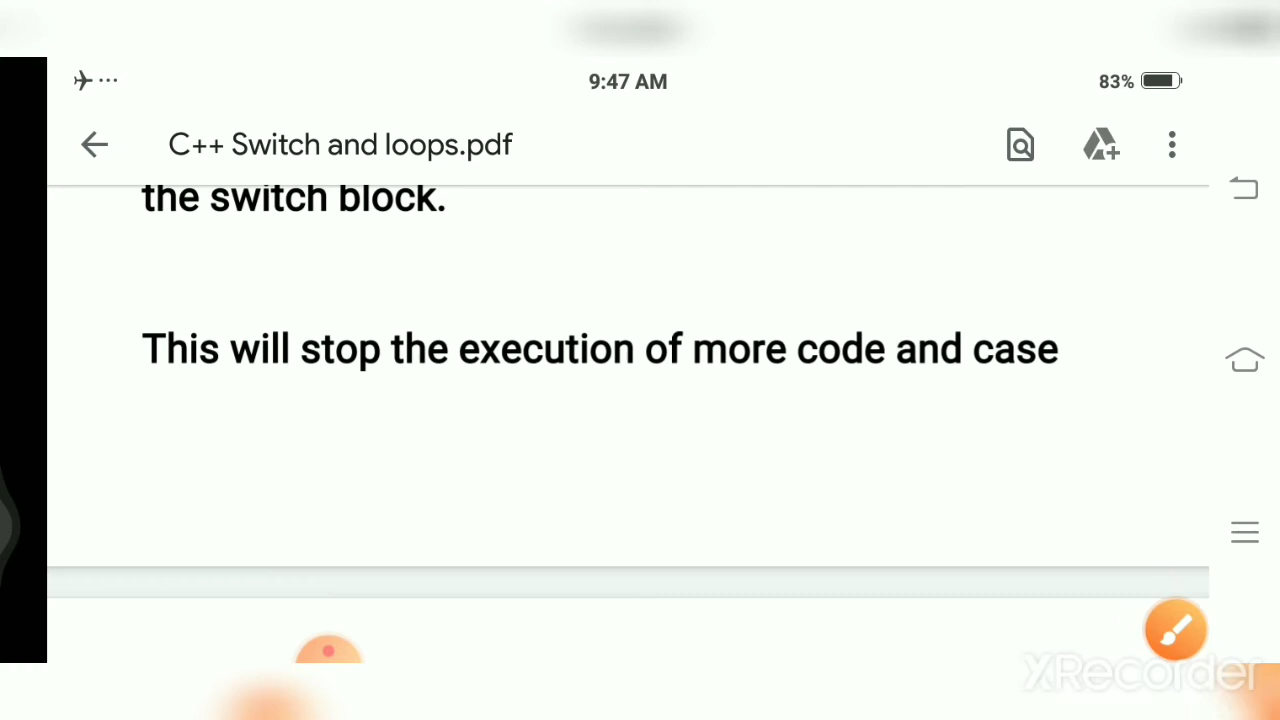 9:47 AM
83%
C++ Switch and loops.pdf
the switch block.
This will stop the execution of more code and case
XRecorder